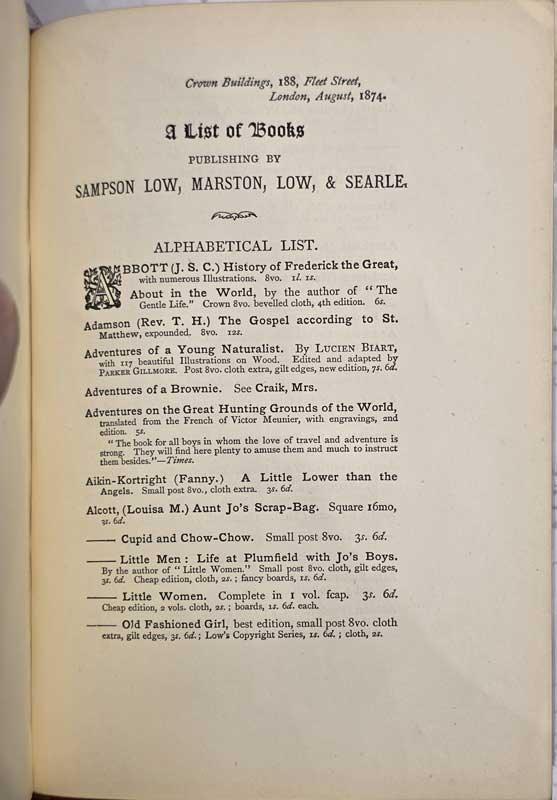 Crown Buildings, 188, Fleet Street,
London, August, 1874.
A List of Books
PUBLISHING BY
SAMPSON LOW, MARSTON, LOW, & SEARLE.
ALPHABETICAL LIST.
ABBOTT (J. S. C.) History of Frederick the Great,
with numerous Illustrations. 8vo. 1l. 1s.
About in the World, by the author of "The
Gentle Life." Crown 8vo. bevelled cloth, 4th edition. 6s.
Adamson (Rev. T. H.) The Gospel according to St.
Matthew, expounded. 8vo. 12s.
Adventures of a Young Naturalist. By LUCIEN BIART,
with 117 beautiful Illustrations on Wood. Edited and adapted by
PARKER GILLMORE. Post 8vo. cloth extra, gilt edges, new edition, 7s. 6d.
Adventures of a Brownie. See Craik, Mrs.
Adventures on the Great Hunting Grounds of the World,
translated from the French of Victor Meunier, with engravings, 2nd
edition. 5s.
"The book for all boys in whom the love of travel and adventure is
strong. They will find here plenty to amuse them and much to instruct
them besides."—Times.
Aikin-Kortright (Fanny.) A Little Lower than the
Angels. Small post 8vo., cloth extra. 3s. 6d.
Alcott, (Louisa M.) Aunt Jo's Scrap-Bag. Square 16mo,
3s. 6d.
—— Cupid and Chow-Chow. Small post 8vo. 3s. 6d.
—— Little Men : Life at Plumfield with Jo's Boys.
By the author of "Little Women." Small post 8vo. cloth, gilt edges,
3s. 6d. Cheap edition, cloth, 2s. ; fancy boards, 1s. 6d.
—— Little Women. Complete in 1 vol. fcap. 3s. 6d.
Cheap edition, 2 vols. cloth, 2s. ; boards, 1s. 6d. each.
—— Old Fashioned Girl, best edition, small post 8vo. cloth
extra, gilt edges, 3s. 6d. ; Low's Copyright Series, 1s. 6d. ; cloth, 2s.